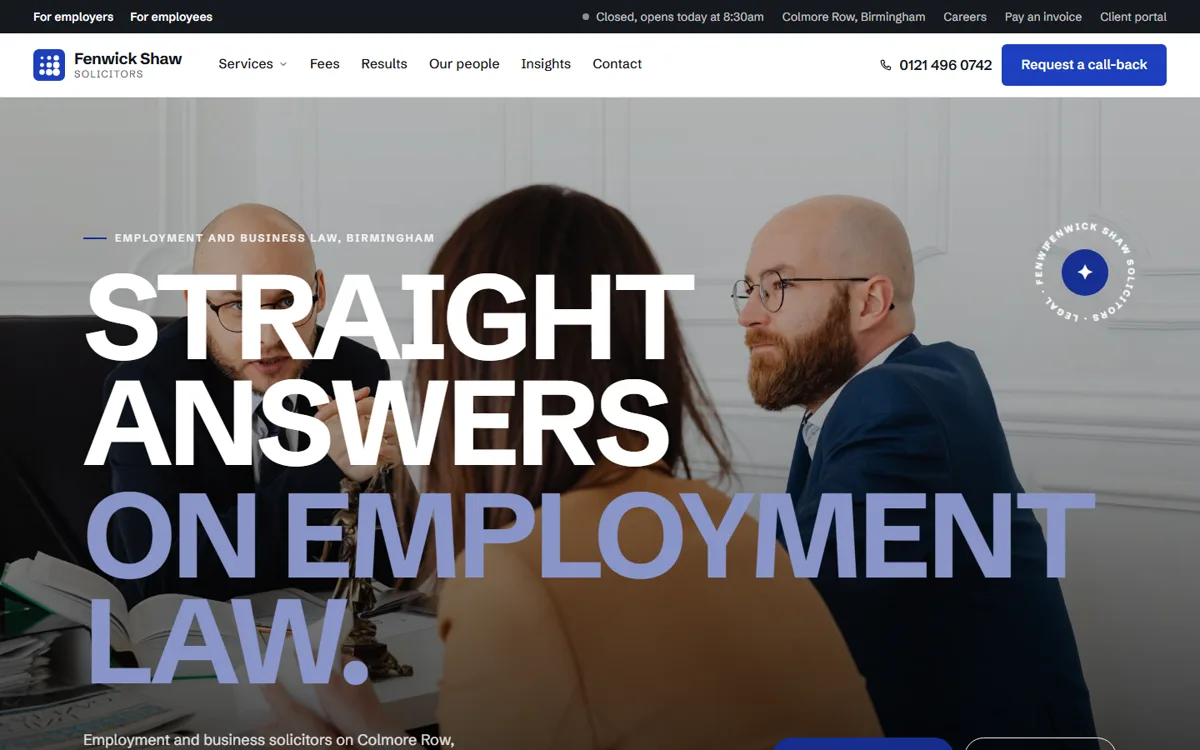 For employers For employees Closed, opens today at 8:30am Colmore Row, Birmingham Careers Pay an invoice Client portal
Fenwick Shaw
SOLICITORS
Services Fees Results Our people Insights Contact 0121 496 0742 Request a call-back
EMPLOYMENT AND BUSINESS LAW, BIRMINGHAM
FENWICK SHAW SOLICITORS · LEGAL · FENWI
STRAIGHT
ANSWERS
ON EMPLOYMENT
LAW.
Employment and business solicitors on Colmore Row,